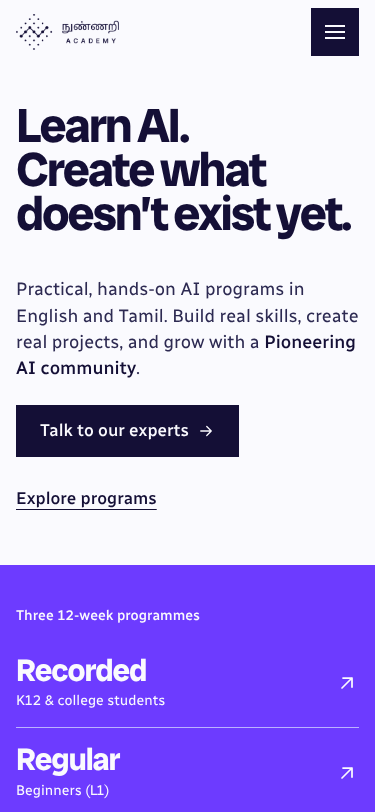 நுண்ணறி
ACADEMY
Learn AI.
Create what
doesn't exist yet.
Practical, hands-on AI programs in
English and Tamil. Build real skills, create
real projects, and grow with a Pioneering
AI community.
Talk to our experts →
Explore programs
Three 12-week programmes
Recorded
K12 & college students
Regular
Beginners (L1)